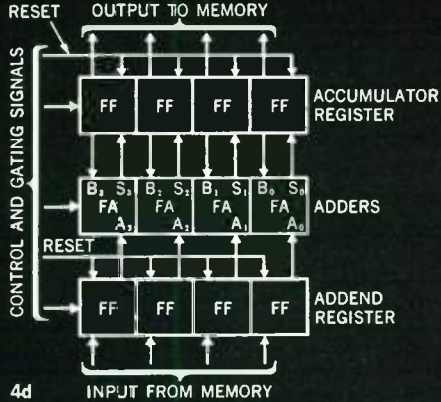 RESET
OUTPUT TO MEMORY
CONTROL AND GATING SIGNALS
FF FF FF FF
ACCUMULATOR
REGISTER
B₃ S₃ B₂ S₂ B₁ S₁ B₀ S₀
FA FA FA FA
A₃ A₂ A₁ A₀
ADDERS
RESET
FF FF FF FF
ADDEND
REGISTER
4d
INPUT FROM MEMORY